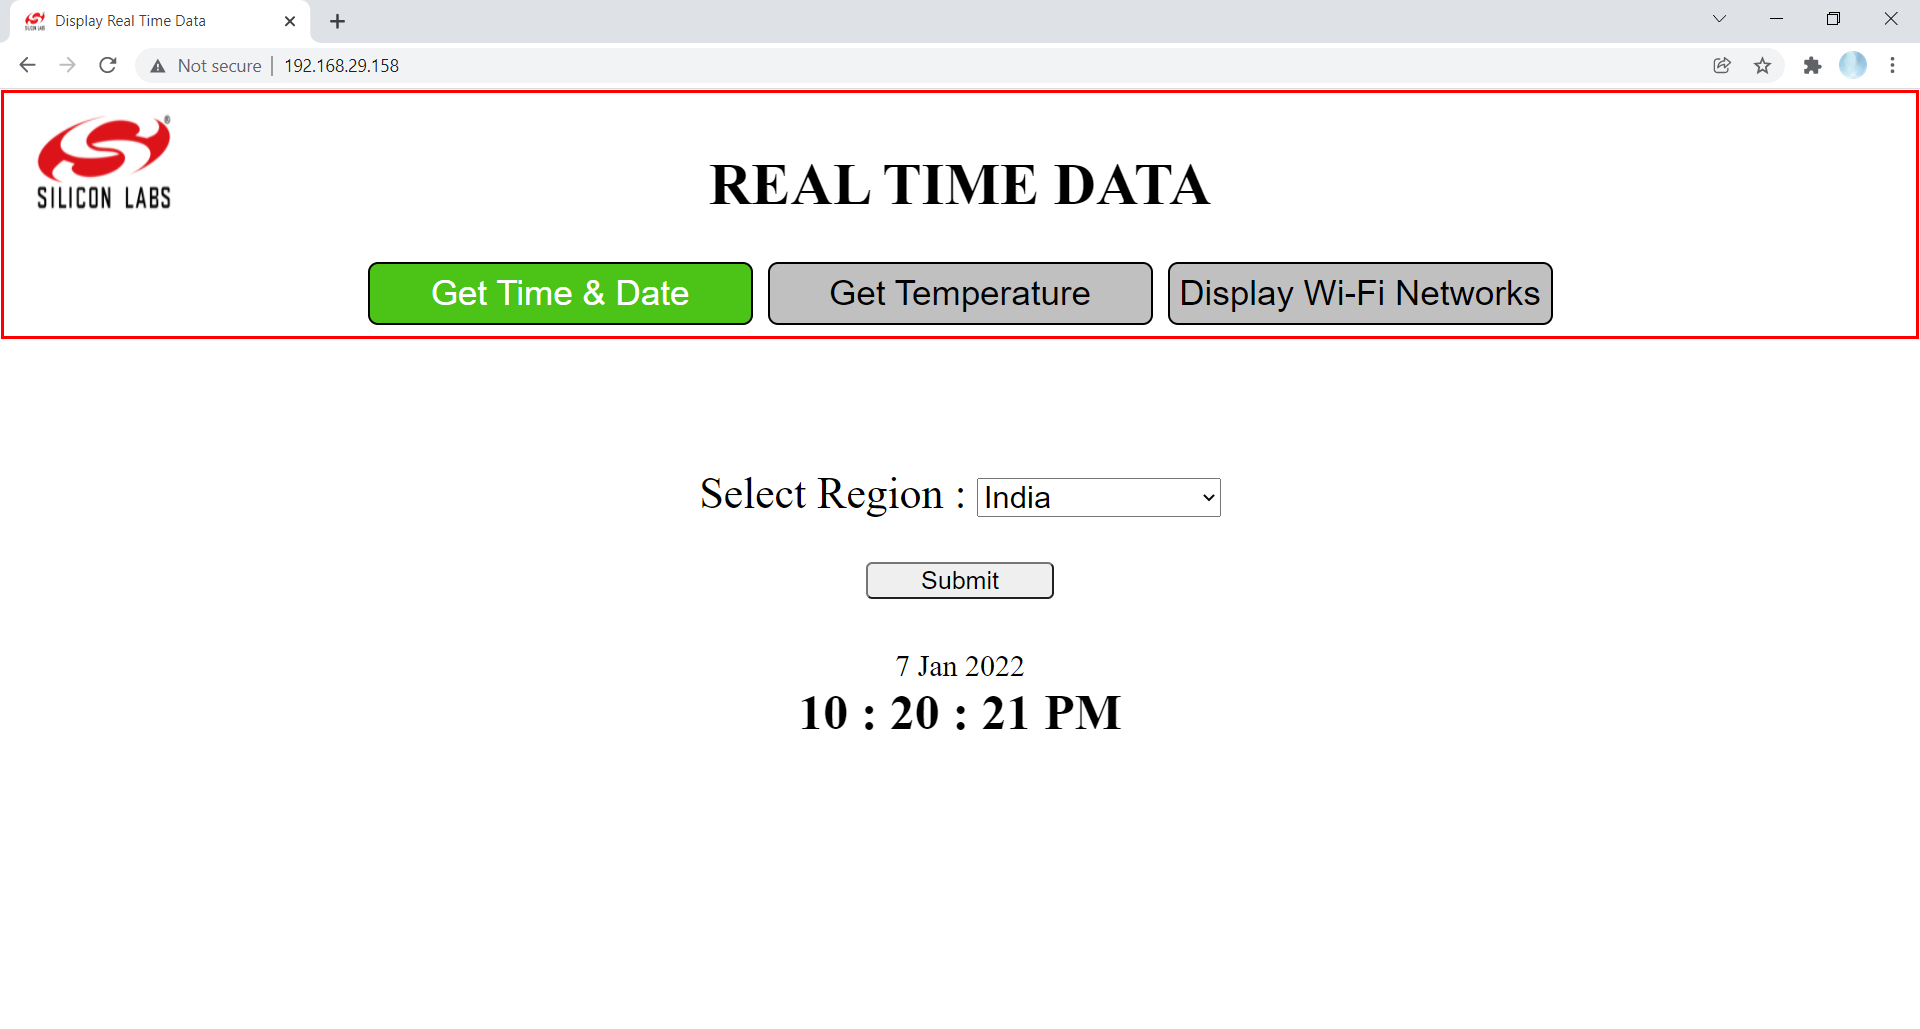 Display Real Time Data
Not secure | 192.168.29.158
SILICON LABS®
REAL TIME DATA
Get Time & Date
Get Temperature
Display Wi-Fi Networks
Select Region : India
Submit
7 Jan 2022
10 : 20 : 21 PM